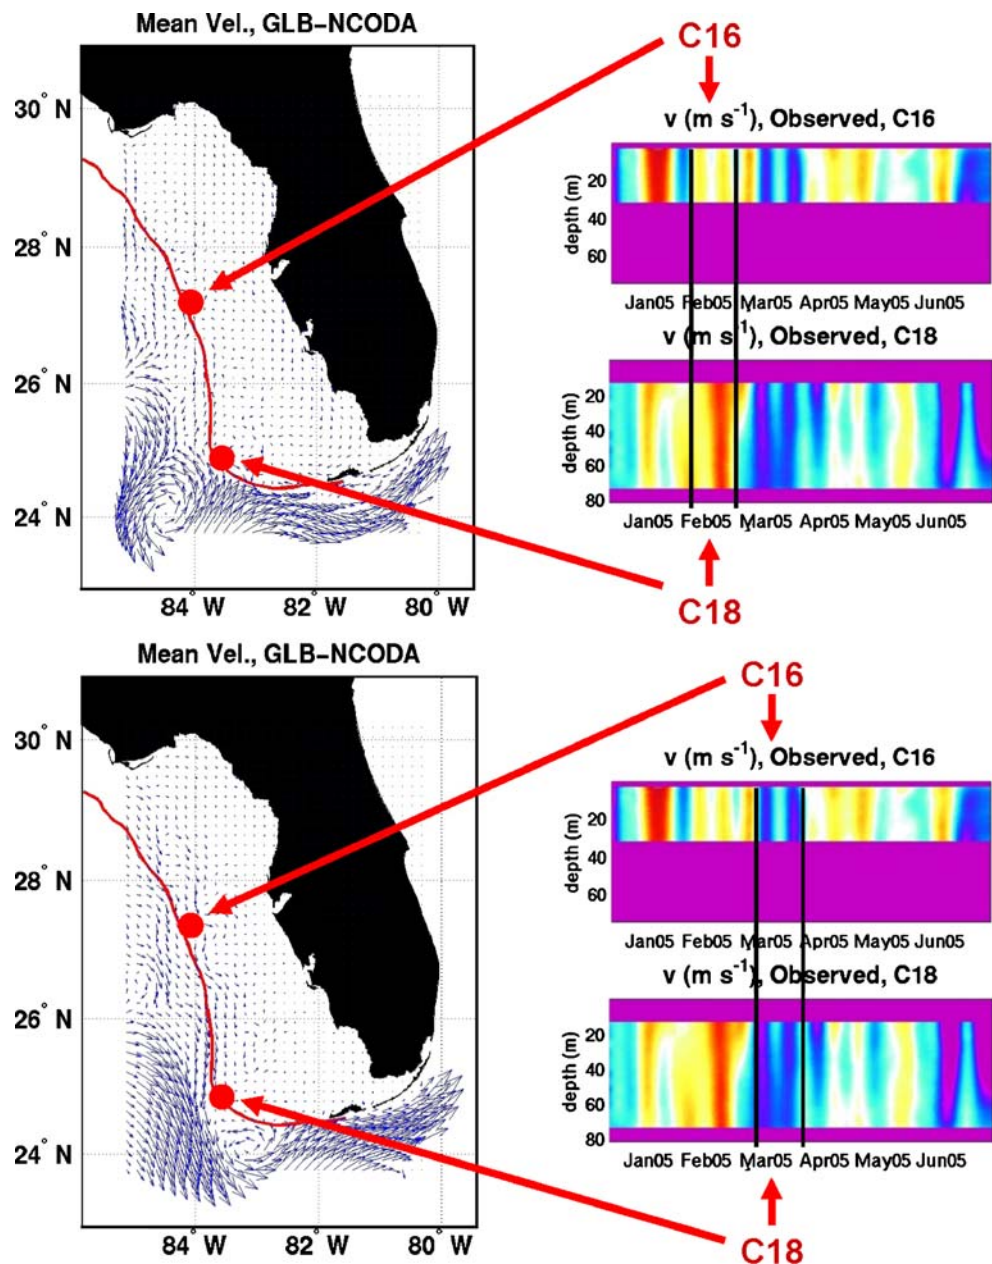 Mean Vel., GLB-NCODA
30° N
28° N
26° N
24° N
84° W 82° W 80° W
C16
v (m s⁻¹), Observed, C16
depth (m)
20
40
60
Jan05 Feb05 Mar05 Apr05 May05 Jun05
v (m s⁻¹), Observed, C18
depth (m)
20
40
60
80
Jan05 Feb05 Mar05 Apr05 May05 Jun05
C18
Mean Vel., GLB-NCODA
30° N
28° N
26° N
24° N
84° W 82° W 80° W
C16
v (m s⁻¹), Observed, C16
depth (m)
20
40
60
Jan05 Feb05 Mar05 Apr05 May05 Jun05
v (m s⁻¹), Observed, C18
depth (m)
20
40
60
80
Jan05 Feb05 Mar05 Apr05 May05 Jun05
C18